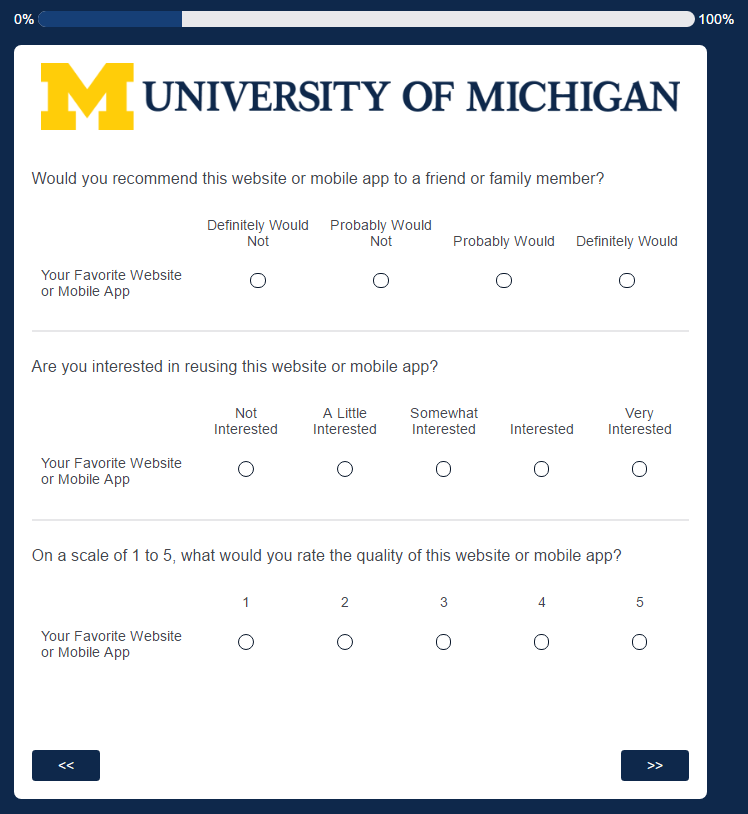 0% 100%
M UNIVERSITY OF MICHIGAN
Would you recommend this website or mobile app to a friend or family member?
Definitely Would Probably Would
Not Not Probably Would Definitely Would
Your Favorite Website
or Mobile App
Are you interested in reusing this website or mobile app?
Not A Little Somewhat Very
Interested Interested Interested Interested Interested
Your Favorite Website
or Mobile App
On a scale of 1 to 5, what would you rate the quality of this website or mobile app?
1 2 3 4 5
Your Favorite Website
or Mobile App
<< >>